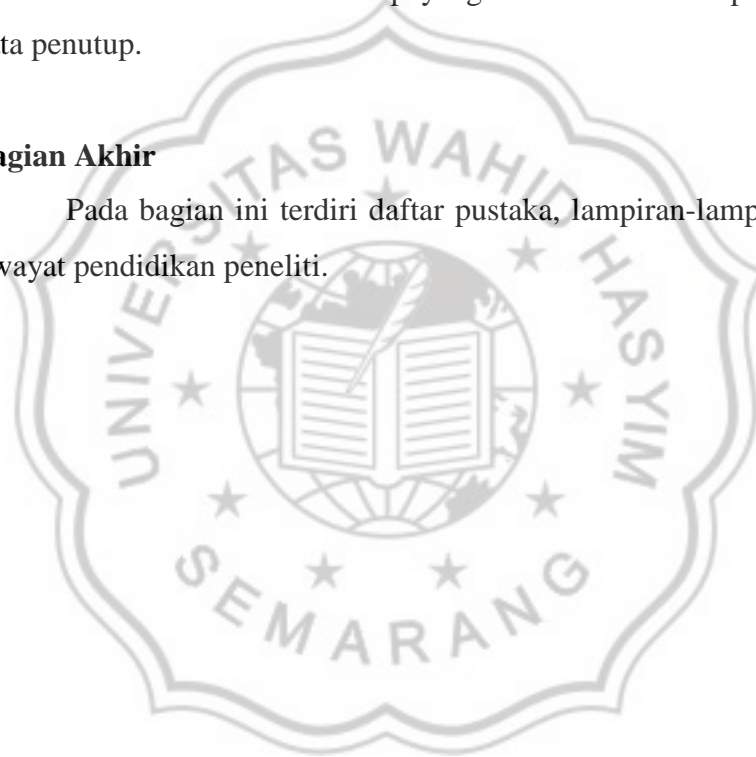 ta penutup.
agian Akhir
Pada bagian ini terdiri daftar pustaka, lampiran-lamp
wayat pendidikan peneliti.
UNIVERSITAS WAHID HASYIM
SEMARANG